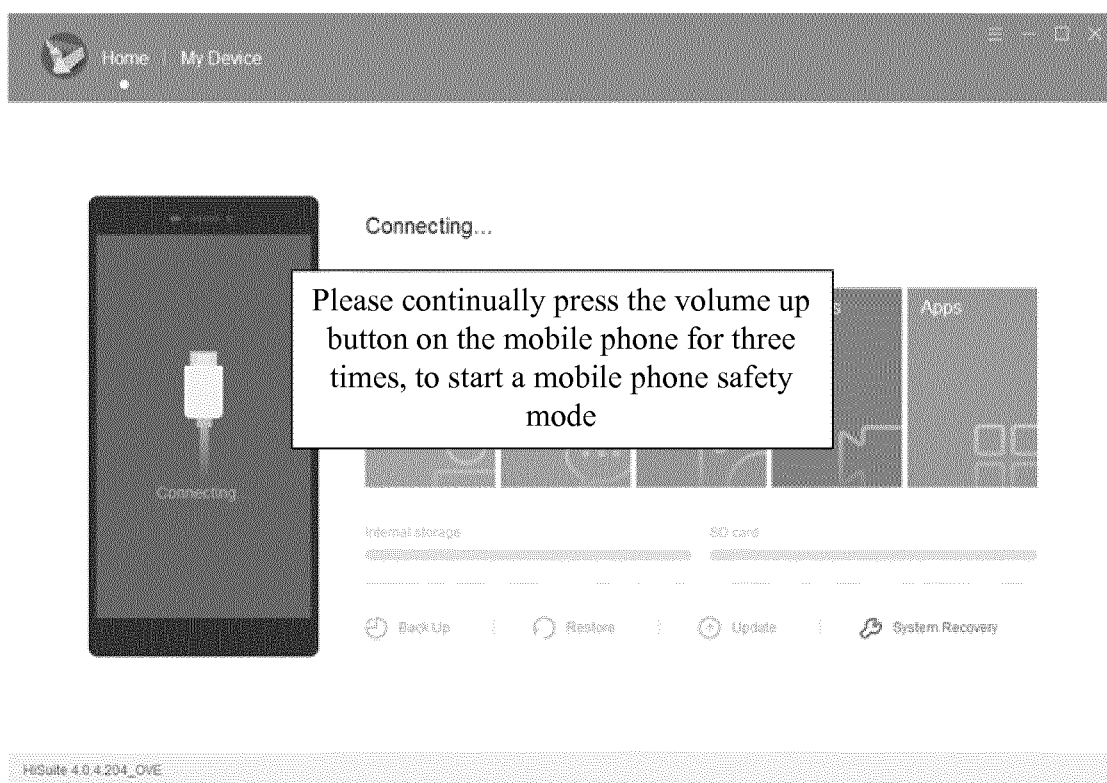 Home | My Device
Connecting...
Please continually press the volume up
button on the mobile phone for three
times, to start a mobile phone safety
mode
s
Apps
Connecting
Internal storage
SD card
Back Up
Restore
Update
System Recovery
HiSuite 4.0.4.204_OVE